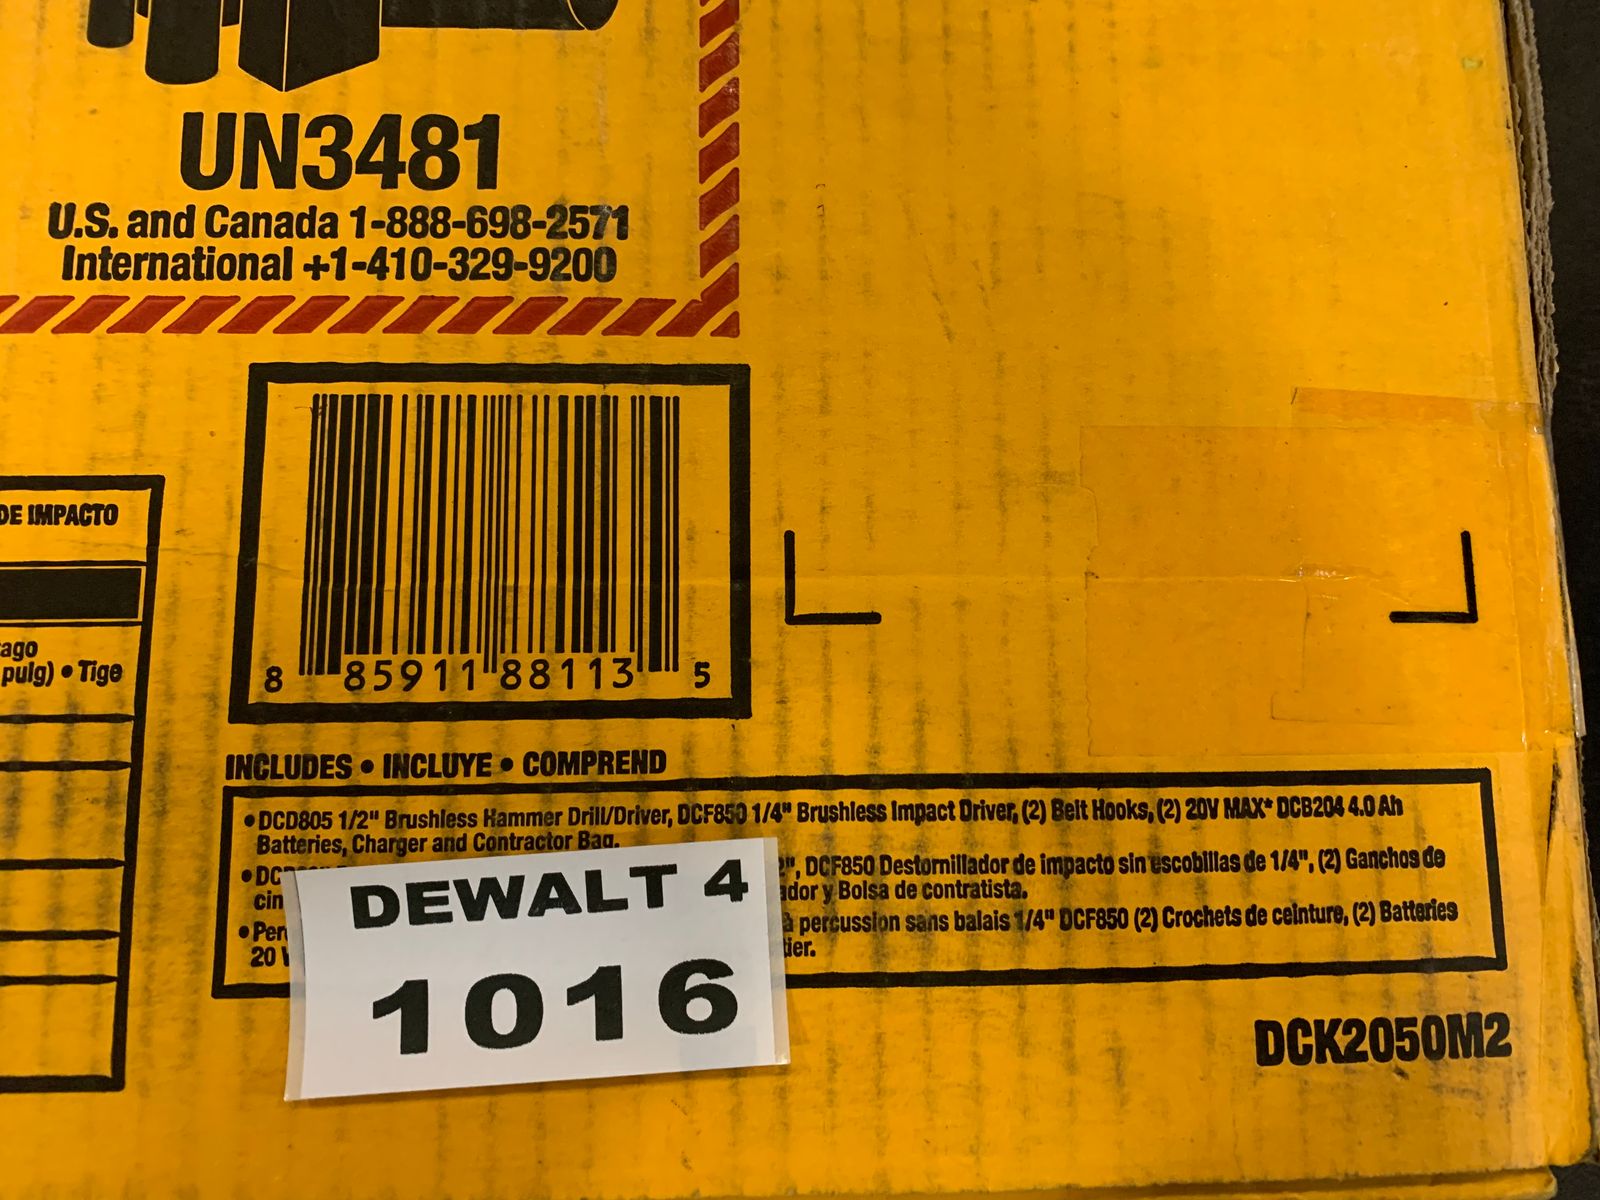 UN3481
U.S. and Canada 1-888-698-2571
International +1-410-329-9200
DE IMPACTO
pulg) • Tige
8 85911 88113 5
INCLUDES • INCLUYE • COMPREND
• DCD805 1/2" Brushless Hammer Drill/Driver, DCF850 1/4" Brushless Impact Driver, (2) Belt Hooks, (2) 20V MAX* DCB204 4.0 Ah
Batteries, Charger and Contractor Bag.
DCF850 Destornillador de impacto sin escobillas de 1/4", (2) Ganchos de
y Bolsa de contratista.
à percussion sans balais 1/4" DCF850 (2) Crochets de ceinture, (2) Batteries
20
DEWALT 4
1016
DCK2050M2